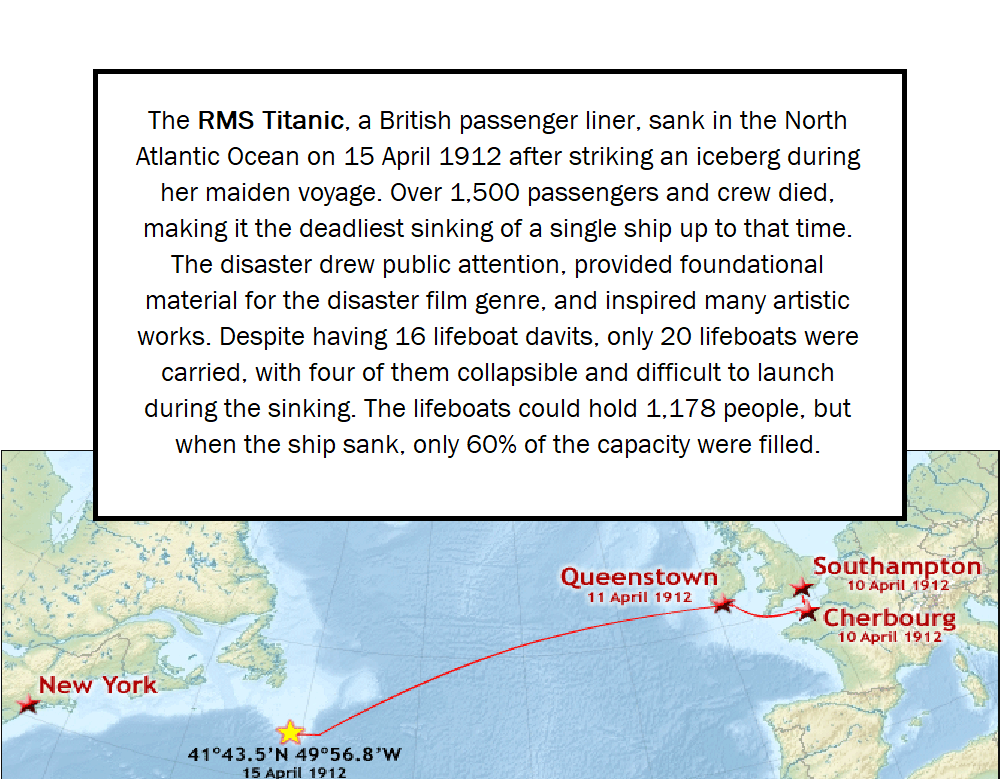 The RMS Titanic, a British passenger liner, sank in the North
Atlantic Ocean on 15 April 1912 after striking an iceberg during
her maiden voyage. Over 1,500 passengers and crew died,
making it the deadliest sinking of a single ship up to that time.
The disaster drew public attention, provided foundational
material for the disaster film genre, and inspired many artistic
works. Despite having 16 lifeboat davits, only 20 lifeboats were
carried, with four of them collapsible and difficult to launch
during the sinking. The lifeboats could hold 1,178 people, but
when the ship sank, only 60% of the capacity were filled.
Southampton
10 April 1912
Queenstown
11 April 1912
Cherbourg
10 April 1912
New York
41°43.5'N 49°56.8'W
15 April 1912